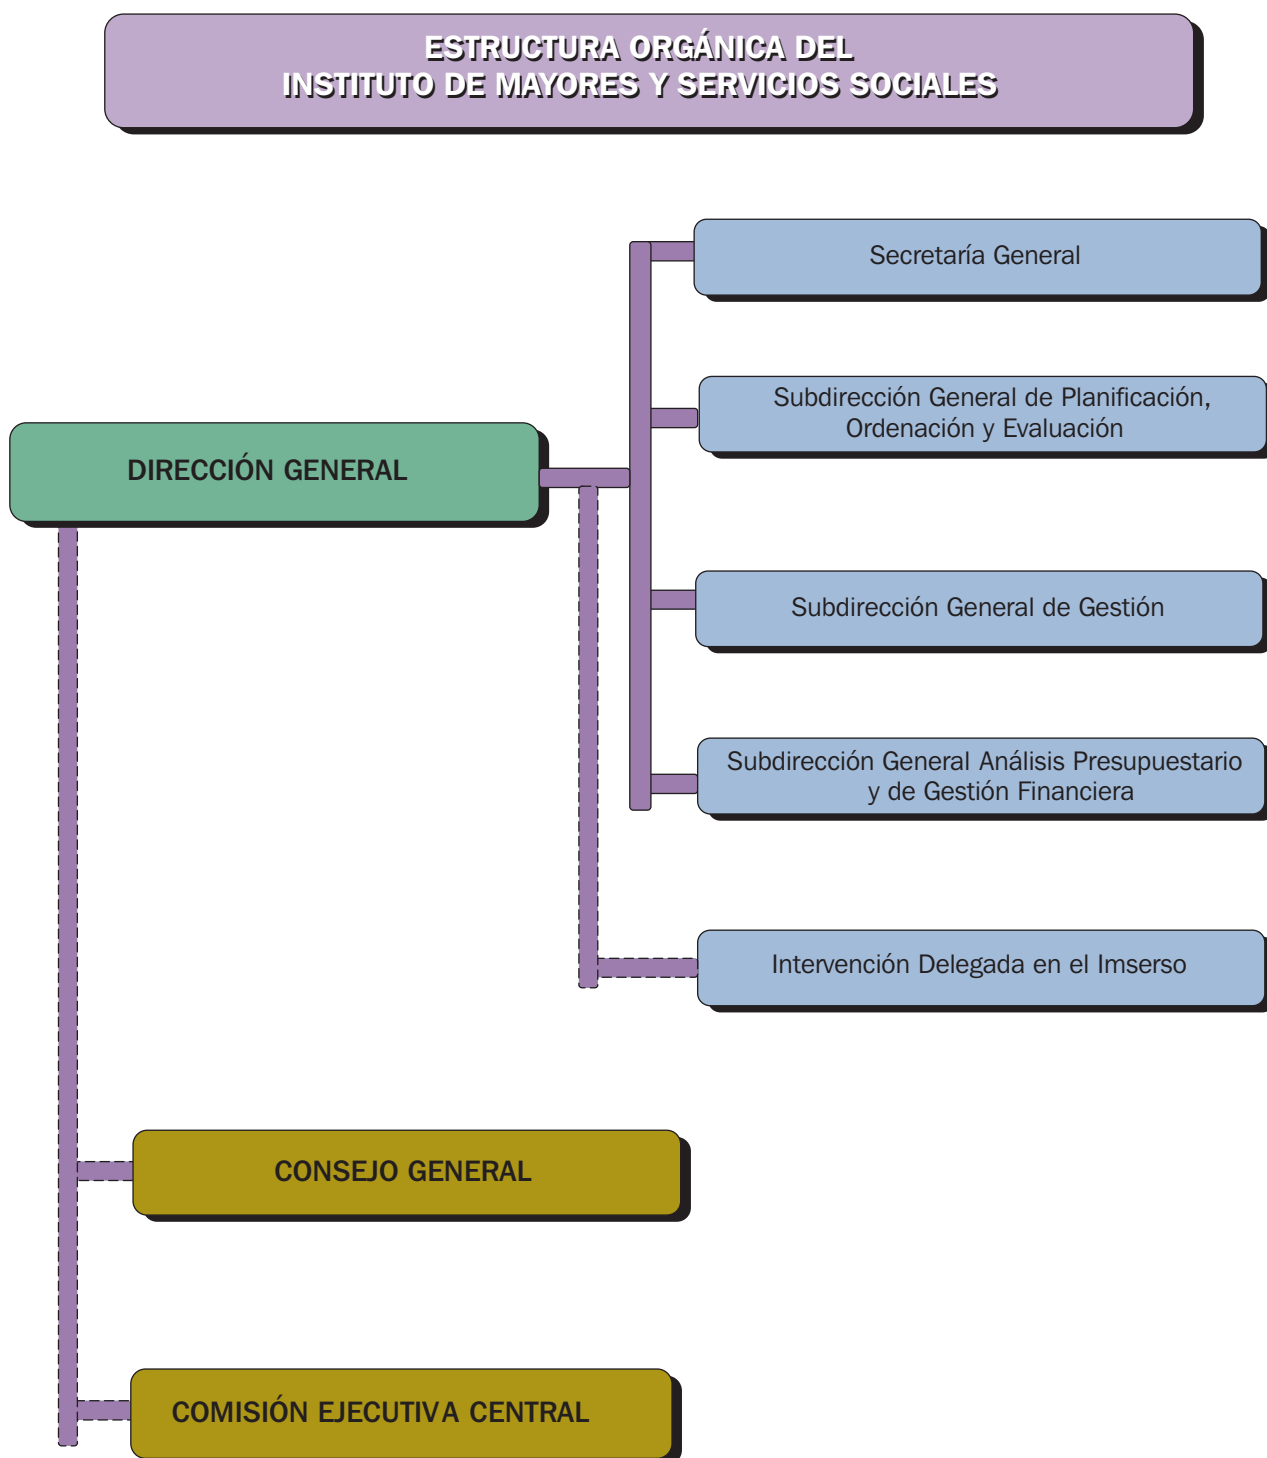 ESTRUCTURA ORGÁNICA DEL
INSTITUTO DE MAYORES Y SERVICIOS SOCIALES
Secretaría General
Subdirección General de Planificación,
Ordenación y Evaluación
DIRECCIÓN GENERAL
Subdirección General de Gestión
Subdirección General Análisis Presupuestario
y de Gestión Financiera
Intervención Delegada en el Imserso
CONSEJO GENERAL
COMISIÓN EJECUTIVA CENTRAL